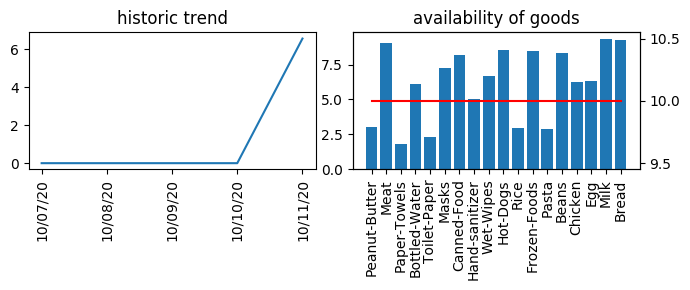 historic trend
6
4
2
0
10/07/20
10/08/20
10/09/20
10/10/20
10/11/20
availability of goods
7.5
5.0
2.5
0.0
10.5
10.0
9.5
Peanut-Butter
Meat
Paper-Towels
Bottled-Water
Toilet-Paper
Masks
Canned-Food
Hand-sanitizer
Wet-Wipes
Hot-Dogs
Rice
Frozen-Foods
Pasta
Beans
Chicken
Egg
Milk
Bread